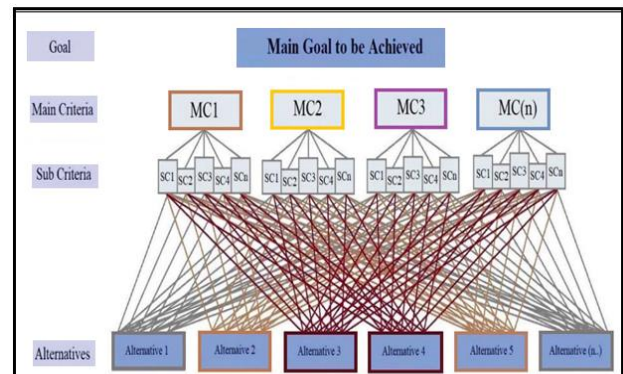 Goal
Main Goal to be Achieved
Main Criteria
MC1
MC2
MC3
MC(n)
Sub Criteria
SC1
SC2
SC3
SC4
SCn
SC1
SC2
SC3
SC4
SCn
SC1
SC2
SC3
SC4
SCn
SC1
SC2
SC3
SC4
SCn
Alternatives
Alternative 1
Alternative 2
Alternative 3
Alternative 4
Alternative 5
Alternative (n..)